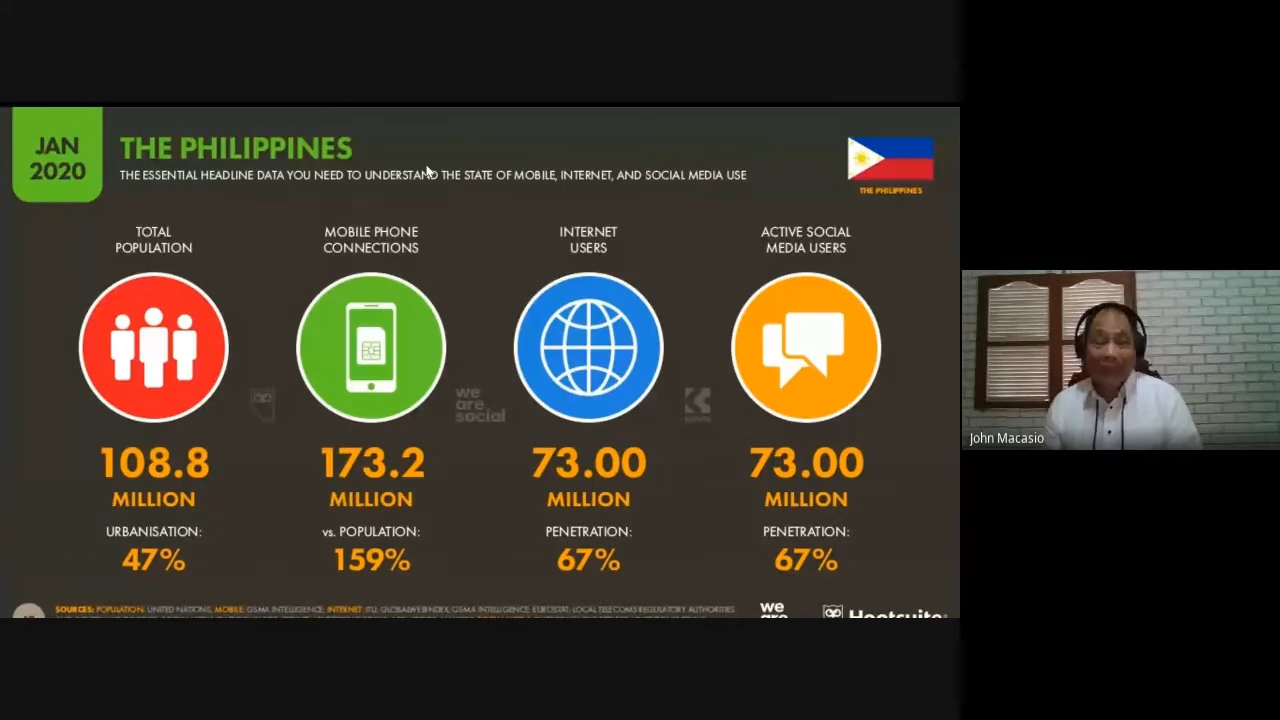 JAN
2020
THE PHILIPPINES
THE ESSENTIAL HEADLINE DATA YOU NEED TO UNDERSTAND THE STATE OF MOBILE, INTERNET, AND SOCIAL MEDIA USE
THE PHILIPPINES
TOTAL
POPULATION
MOBILE PHONE
CONNECTIONS
INTERNET
USERS
ACTIVE SOCIAL
MEDIA USERS
we
are
social
108.8
MILLION
URBANISATION:
47%
173.2
MILLION
vs. POPULATION:
159%
73.00
MILLION
PENETRATION:
67%
73.00
MILLION
PENETRATION:
67%
SOURCES: POPULATION: UNITED NATIONS; MOBILE: GSMA INTELLIGENCE; INTERNET: ITU; GLOBALWEBINDEX; GSMA INTELLIGENCE; EUROSTAT; LOCAL TELECOMS REGULATORY AUTHORITIES
we
are
Hootsuite
John Macasio